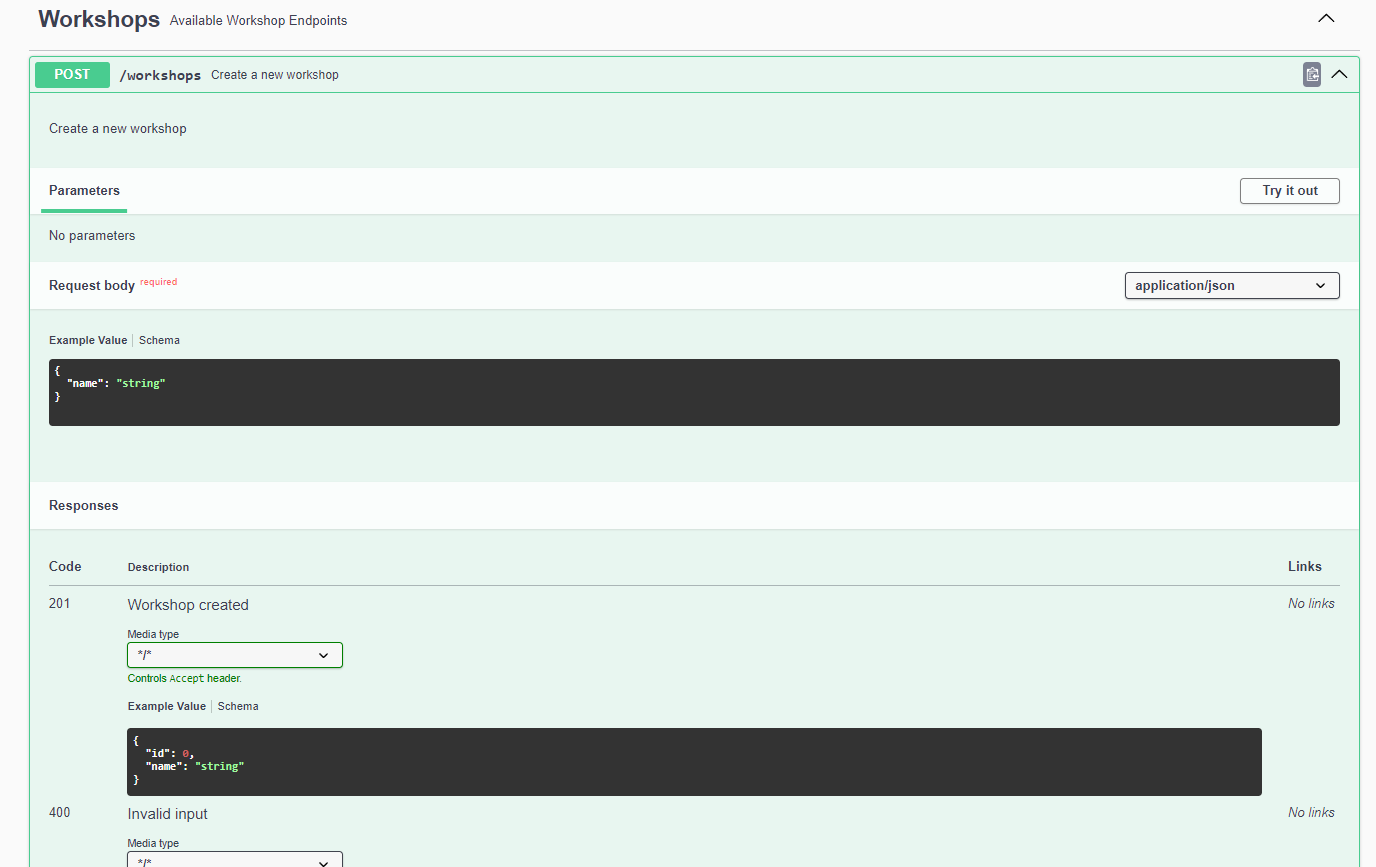 Workshops Available Workshop Endpoints
POST /workshops Create a new workshop
Create a new workshop
Parameters Try it out
No parameters
Request body required application/json
Example Value Schema
{
"name": "string"
}
Responses
Code Description Links
201 Workshop created No links
Media type
*/*
Controls Accept header.
Example Value Schema
{
"id": 0,
"name": "string"
}
400 Invalid input No links
Media type
*/*